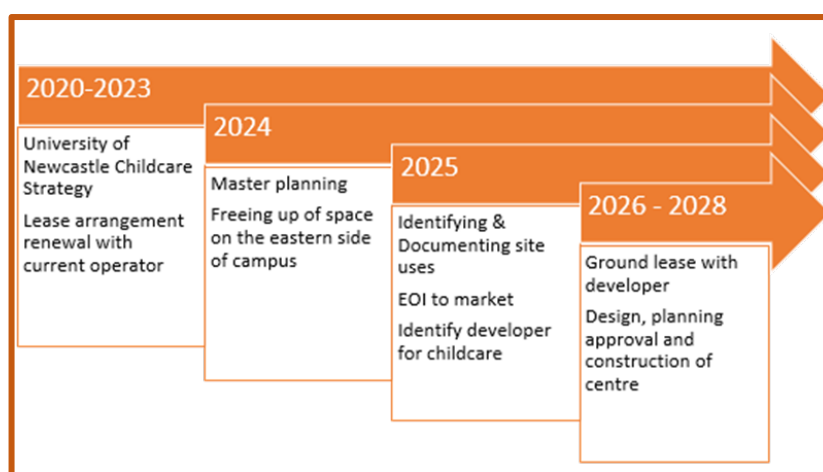 2020-2023
University of
Newcastle Childcare
Strategy
Lease arrangement
renewal with
current operator
2024
Master planning
Freeing up of space
on the eastern side
of campus
2025
Identifying &
Documenting site
uses
EOI to market
Identify developer
for childcare
2026 - 2028
Ground lease with
developer
Design, planning
approval and
construction of
centre